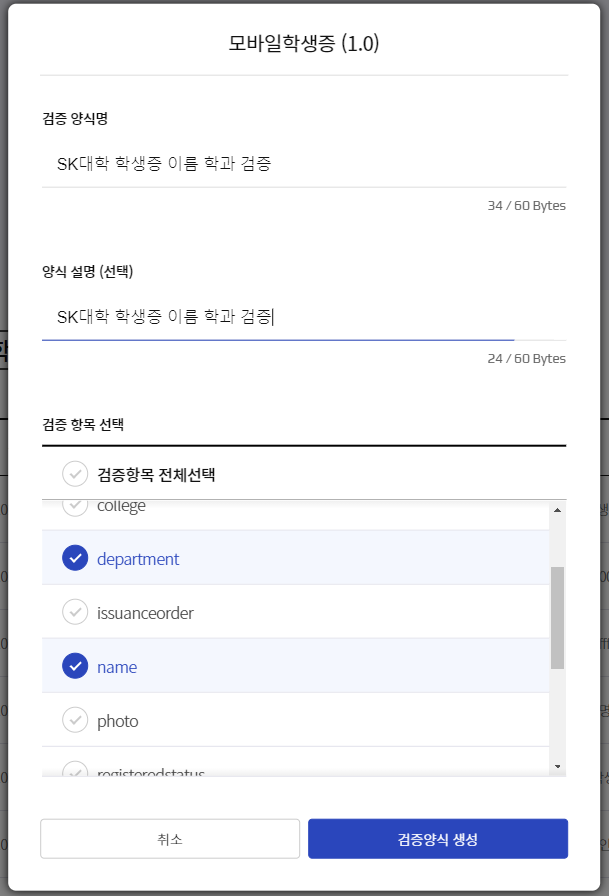 모바일학생증 (1.0)
검증 양식명
SK대학 학생증 이름 학과 검증
34 / 60 Bytes
양식 설명 (선택)
SK대학 학생증 이름 학과 검증
24 / 60 Bytes
검증 항목 선택
검증항목 전체선택
college
department
issuanceorder
name
photo
registeredstatus
취소
검증양식 생성